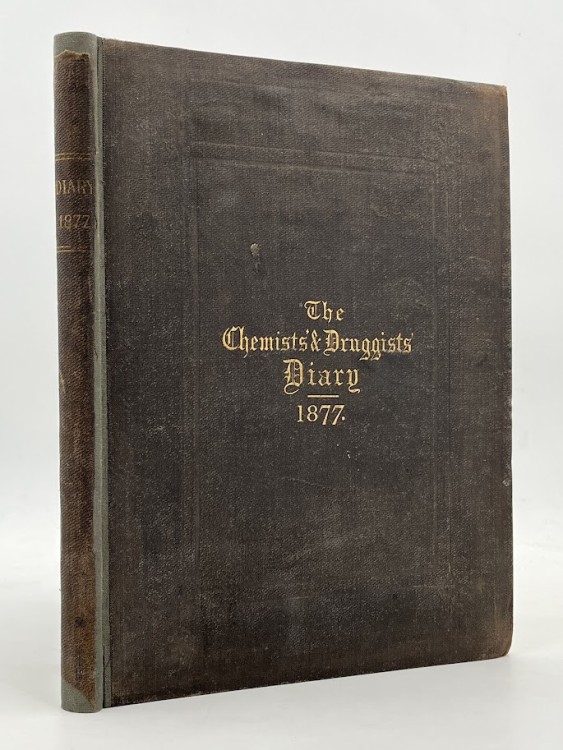 DIARY
1877
The
Chemists' & Druggists'
Diary
1877.